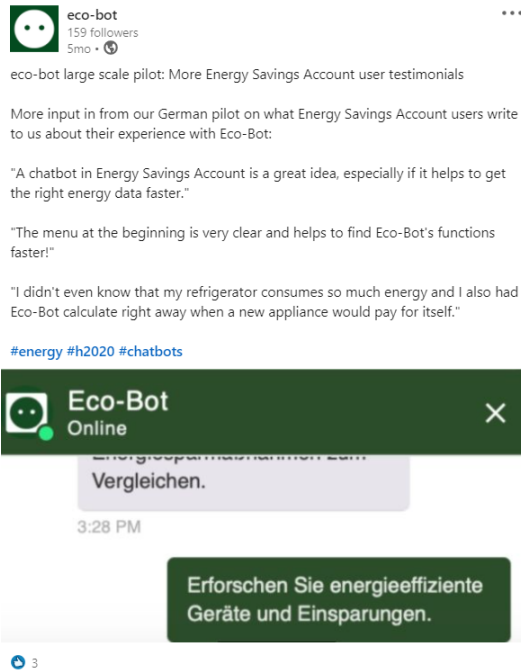 eco-bot
159 followers
5mo •
eco-bot large scale pilot: More Energy Savings Account user testimonials
More input in from our German pilot on what Energy Savings Account users write
to us about their experience with Eco-Bot:
"A chatbot in Energy Savings Account is a great idea, especially if it helps to get
the right energy data faster."
"The menu at the beginning is very clear and helps to find Eco-Bot's functions
faster!"
"I didn't even know that my refrigerator consumes so much energy and I also had
Eco-Bot calculate right away when a new appliance would pay for itself."
#energy #h2020 #chatbots
Eco-Bot
Online
Energiesparmaßnahmen zum
Vergleichen.
3:28 PM
Erforschen Sie energieeffiziente
Geräte und Einsparungen.
3